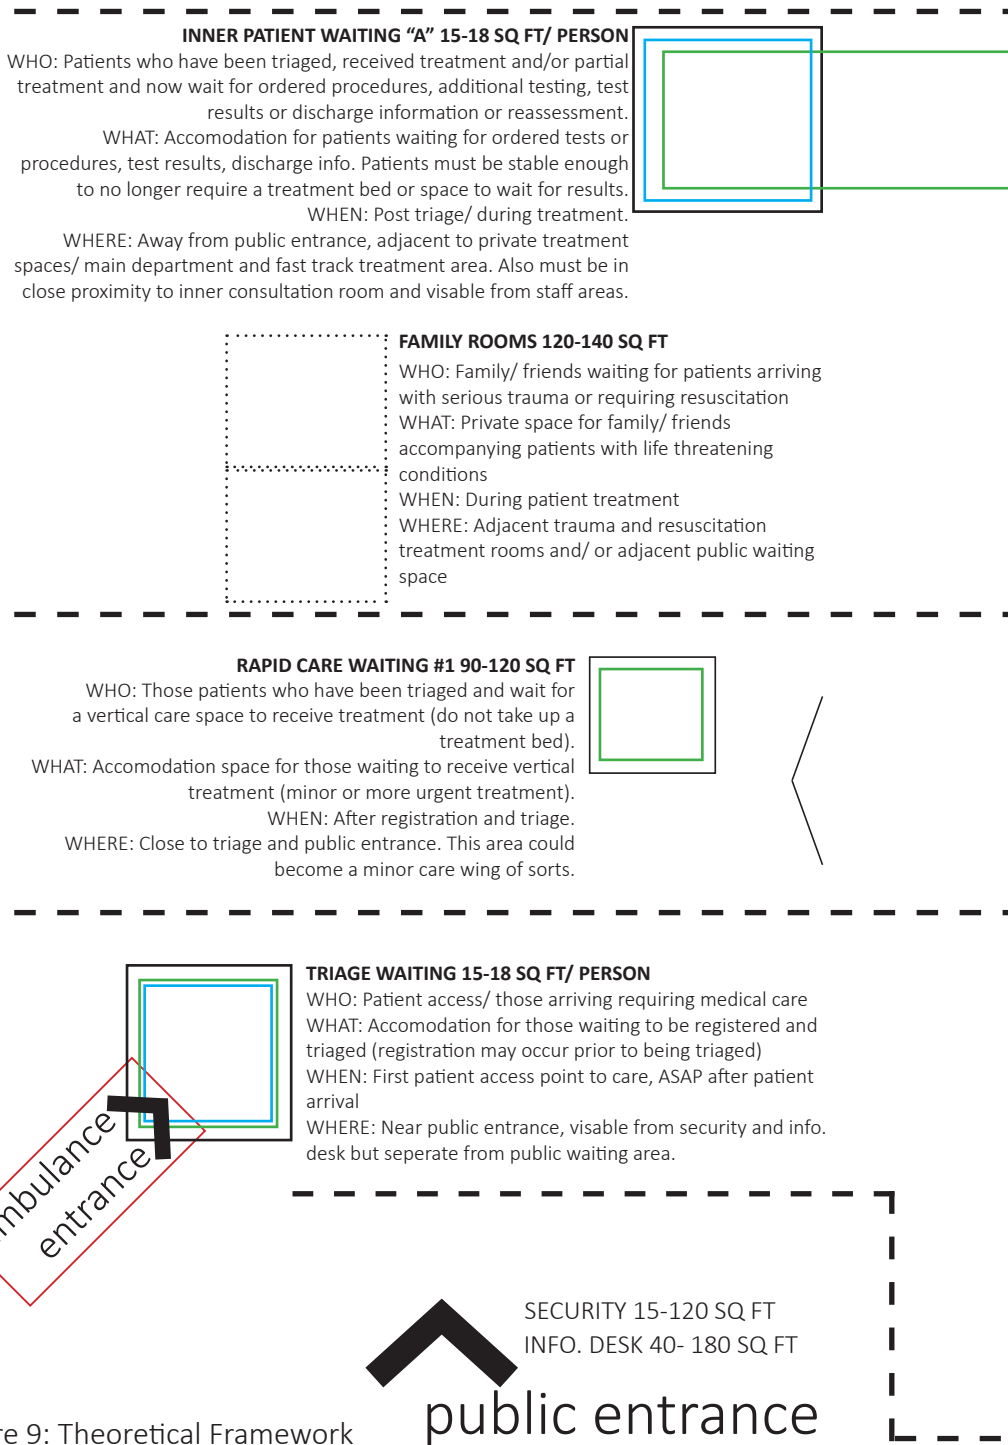 INNER PATIENT WAITING “A” 15-18 SQ FT/ PERSON
WHO: Patients who have been triaged, received treatment and/or partial
treatment and now wait for ordered procedures, additional testing, test
results or discharge information or reassessment.
WHAT: Accomodation for patients waiting for ordered tests or
procedures, test results, discharge info. Patients must be stable enough
to no longer require a treatment bed or space to wait for results.
WHEN: Post triage/ during treatment.
WHERE: Away from public entrance, adjacent to private treatment
spaces/ main department and fast track treatment area. Also must be in
close proximity to inner consultation room and visable from staff areas.
FAMILY ROOMS 120-140 SQ FT
WHO: Family/ friends waiting for patients arriving
with serious trauma or requiring resuscitation
WHAT: Private space for family/ friends
accompanying patients with life threatening
conditions
WHEN: During patient treatment
WHERE: Adjacent trauma and resuscitation
treatment rooms and/ or adjacent public waiting
space
RAPID CARE WAITING #1 90-120 SQ FT
WHO: Those patients who have been triaged and wait for
a vertical care space to receive treatment (do not take up a
treatment bed).
WHAT: Accomodation space for those waiting to receive vertical
treatment (minor or more urgent treatment).
WHEN: After registration and triage.
WHERE: Close to triage and public entrance. This area could
become a minor care wing of sorts.
TRIAGE WAITING 15-18 SQ FT/ PERSON
WHO: Patient access/ those arriving requiring medical care
WHAT: Accomodation for those waiting to be registered and
triaged (registration may occur prior to being triaged)
WHEN: First patient access point to care, ASAP after patient
arrival
WHERE: Near public entrance, visable from security and info.
desk but seperate from public waiting area.
mbulance
entrance
SECURITY 15-120 SQ FT
INFO. DESK 40- 180 SQ FT
public entrance
re 9: Theoretical Framework